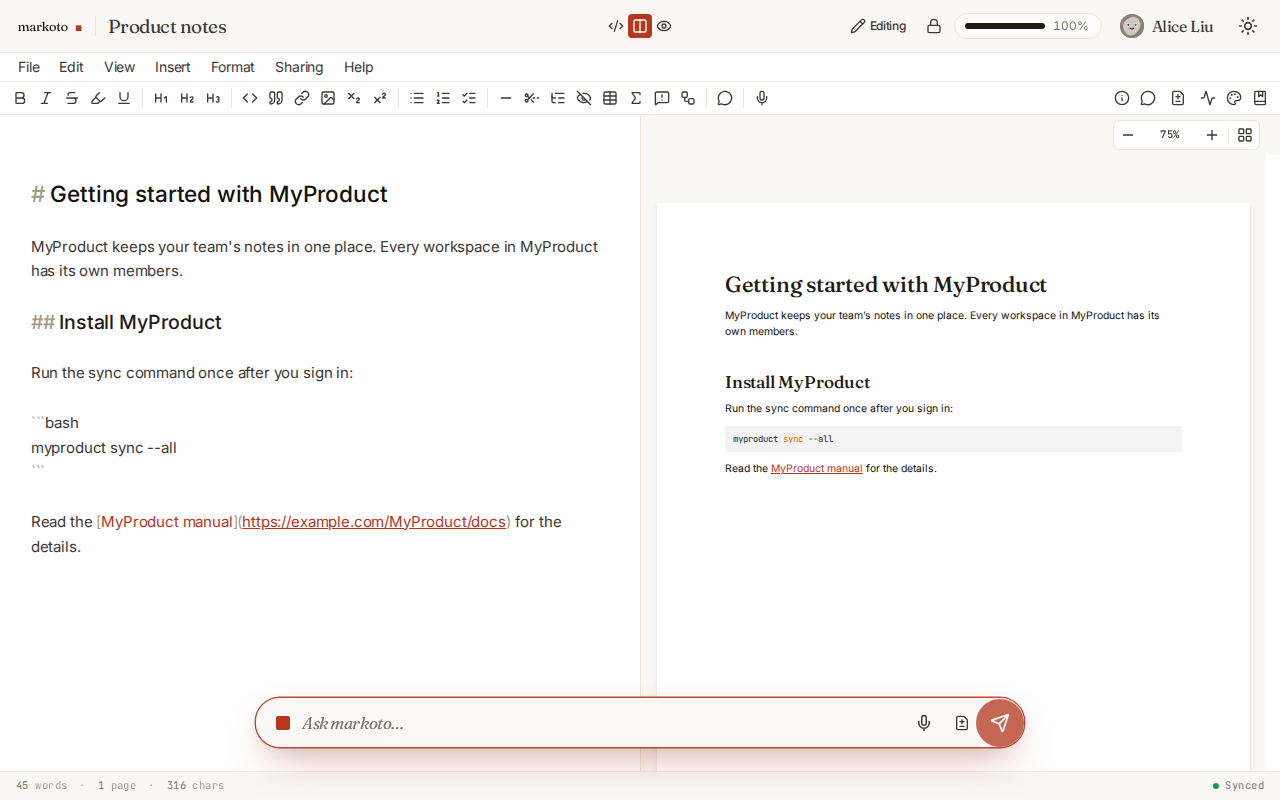 markoto
Product notes
Editing
100%
Alice Liu
File Edit View Insert Format Sharing Help
H1 H2 H3
75%
# Getting started with MyProduct
MyProduct keeps your team's notes in one place. Every workspace in MyProduct
has its own members.
## Install MyProduct
Run the sync command once after you sign in:
```bash
myproduct sync --all
```
Read the [MyProduct manual](https://example.com/MyProduct/docs) for the
details.
Getting started with MyProduct
MyProduct keeps your team's notes in one place. Every workspace in MyProduct has its
own members.
Install MyProduct
Run the sync command once after you sign in:
myproduct sync --all
Read the MyProduct manual for the details.
Ask markoto...
45 words · 1 page · 316 chars
Synced